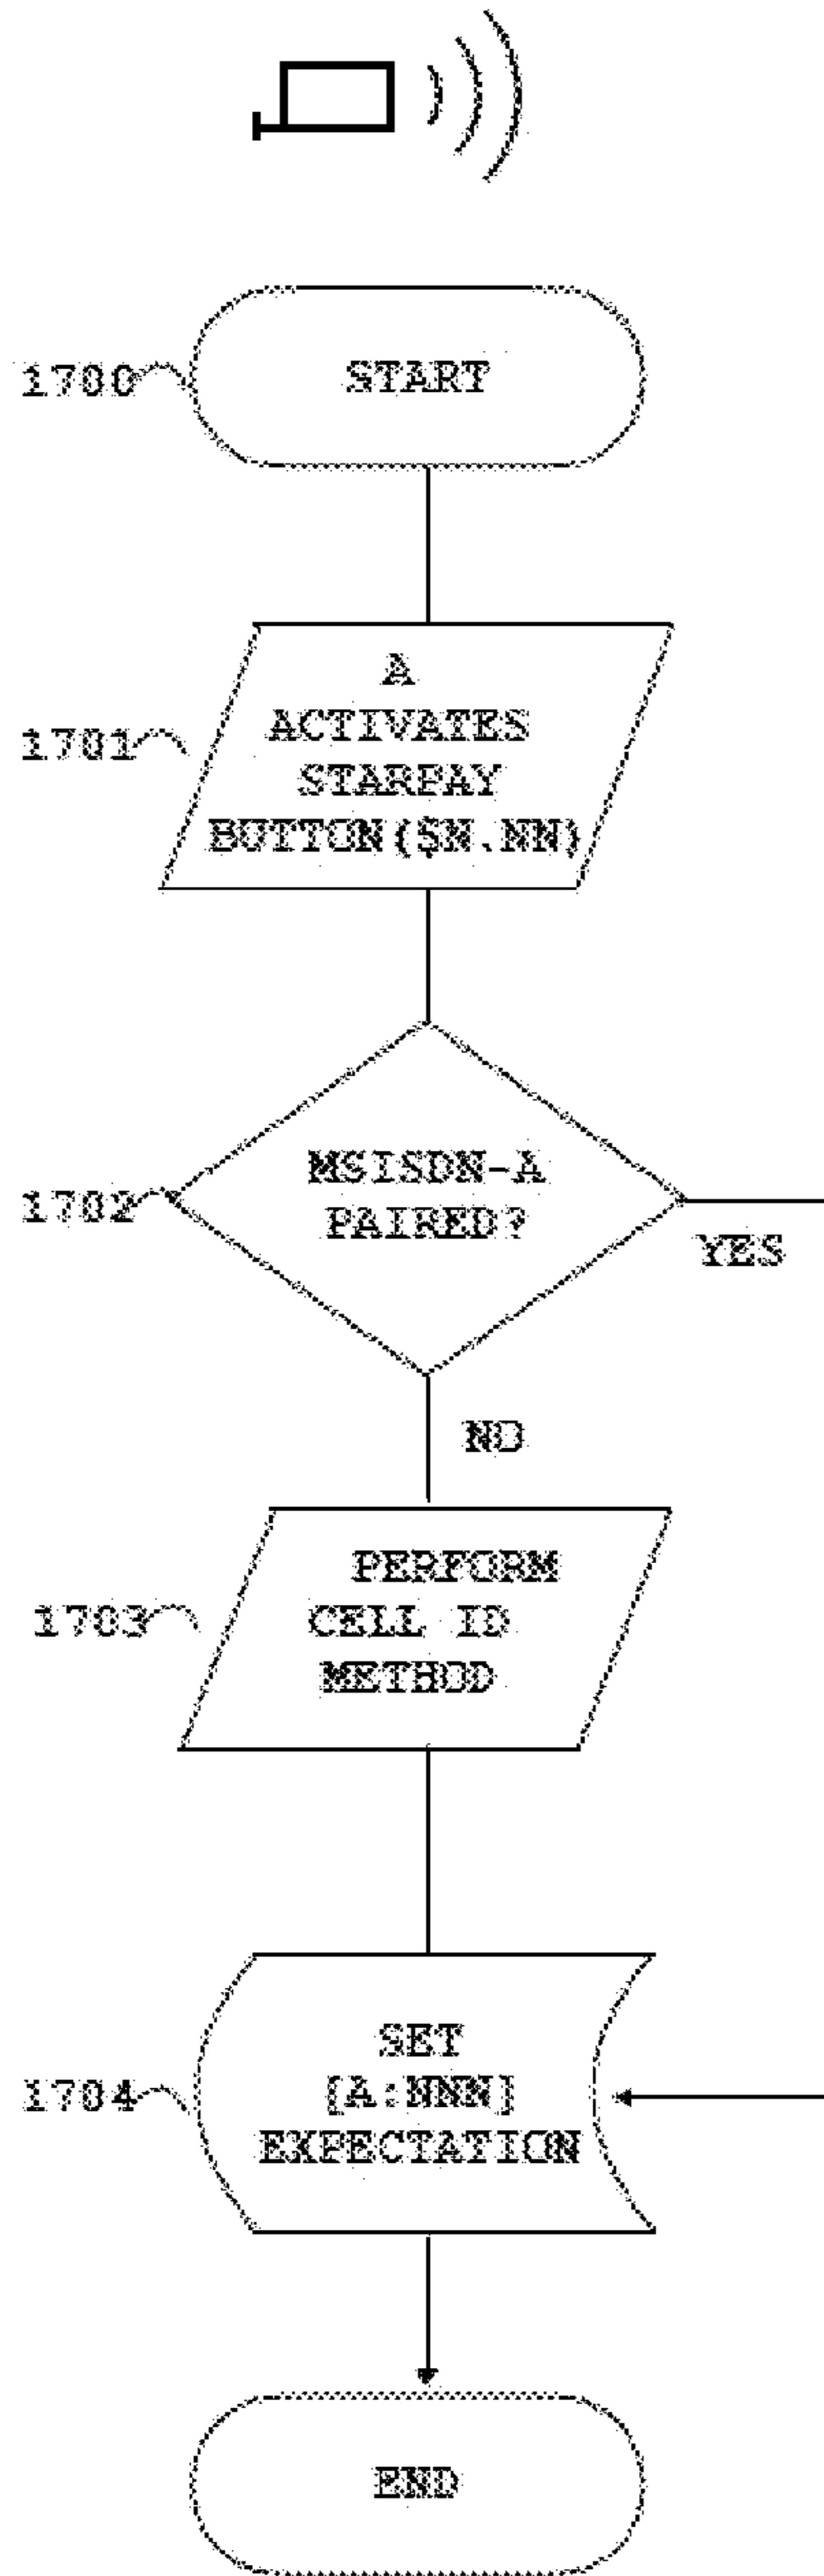 1700
START
1701
A
ACTIVATES
STARPAY
BUTTON($N.NN)
1702
MSISDN-A
PAIRED?
YES
NO
1703
PERFORM
CELL ID
METHOD
1704
SET
[A:NNN]
EXPECTATION
END